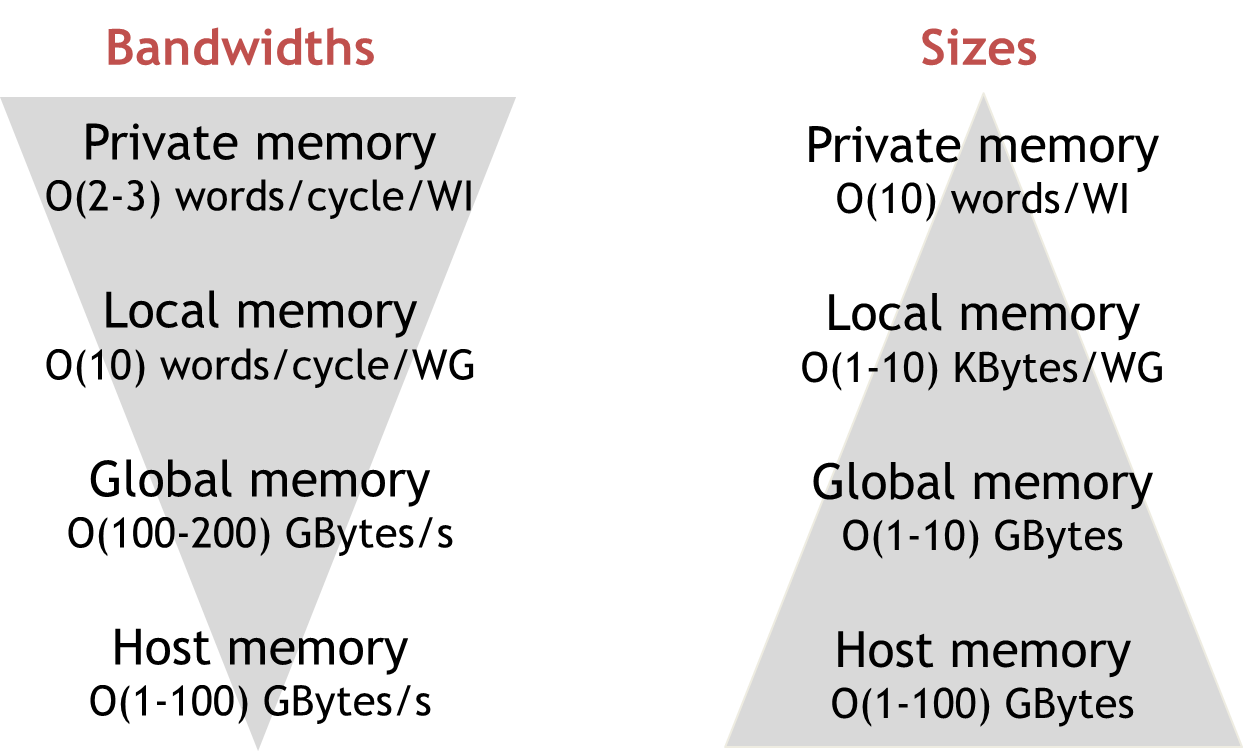 Bandwidths
Private memory
O(2-3) words/cycle/WI
Local memory
O(10) words/cycle/WG
Global memory
O(100-200) GBytes/s
Host memory
O(1-100) GBytes/s
Sizes
Private memory
O(10) words/WI
Local memory
O(1-10) KBytes/WG
Global memory
O(1-10) GBytes
Host memory
O(1-100) GBytes